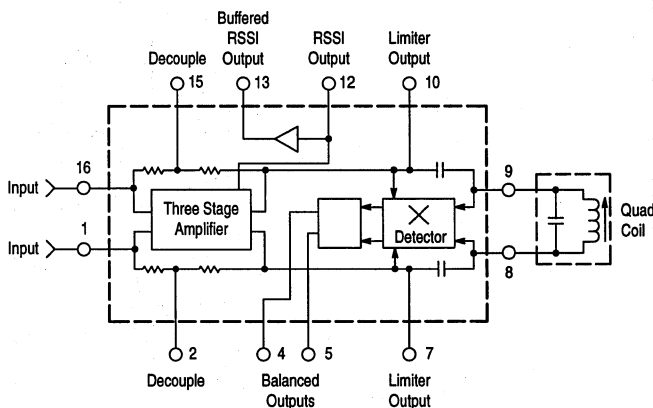 Buffered
RSSI
Output
RSSI
Output
Limiter
Output
Decouple
15
13
12
10
16
Input
9
Three Stage
Amplifier
Detector
Quad
Coil
1
Input
8
2
4
5
7
Decouple
Balanced
Outputs
Limiter
Output